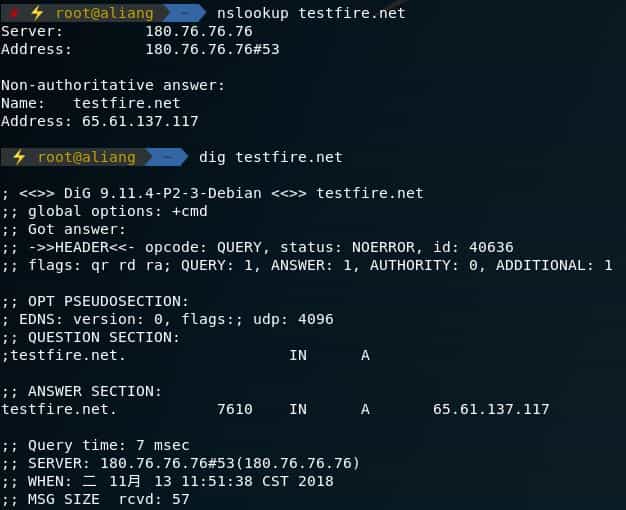 root@aliang ~ nslookup testfire.net
Server:         180.76.76.76
Address:        180.76.76.76#53
Non-authoritative answer:
Name:   testfire.net
Address: 65.61.137.117
root@aliang ~ dig testfire.net
; <<>> DiG 9.11.4-P2-3-Debian <<>> testfire.net
;; global options: +cmd
;; Got answer:
;; ->>HEADER<<- opcode: QUERY, status: NOERROR, id: 40636
;; flags: qr rd ra; QUERY: 1, ANSWER: 1, AUTHORITY: 0, ADDITIONAL: 1
;; OPT PSEUDOSECTION:
; EDNS: version: 0, flags:; udp: 4096
;; QUESTION SECTION:
;testfire.net.                  IN      A
;; ANSWER SECTION:
testfire.net.           7610    IN      A       65.61.137.117
;; Query time: 7 msec
;; SERVER: 180.76.76.76#53(180.76.76.76)
;; WHEN: 二 11月 13 11:51:38 CST 2018
;; MSG SIZE  rcvd: 57